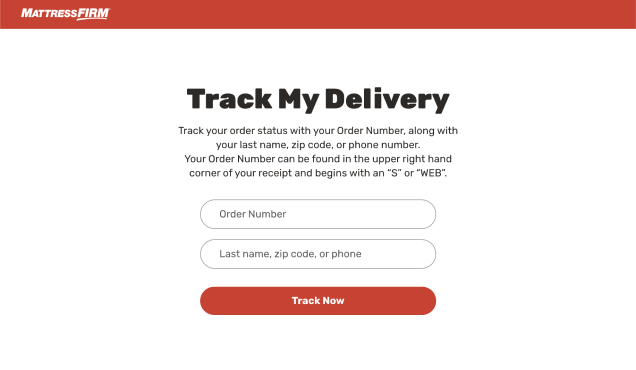 MATTRESSFIRM
Track My Delivery
Track your order status with your Order Number, along with
your last name, zip code, or phone number.
Your Order Number can be found in the upper right hand
corner of your receipt and begins with an “S” or “WEB”.
Order Number
Last name, zip code, or phone
Track Now